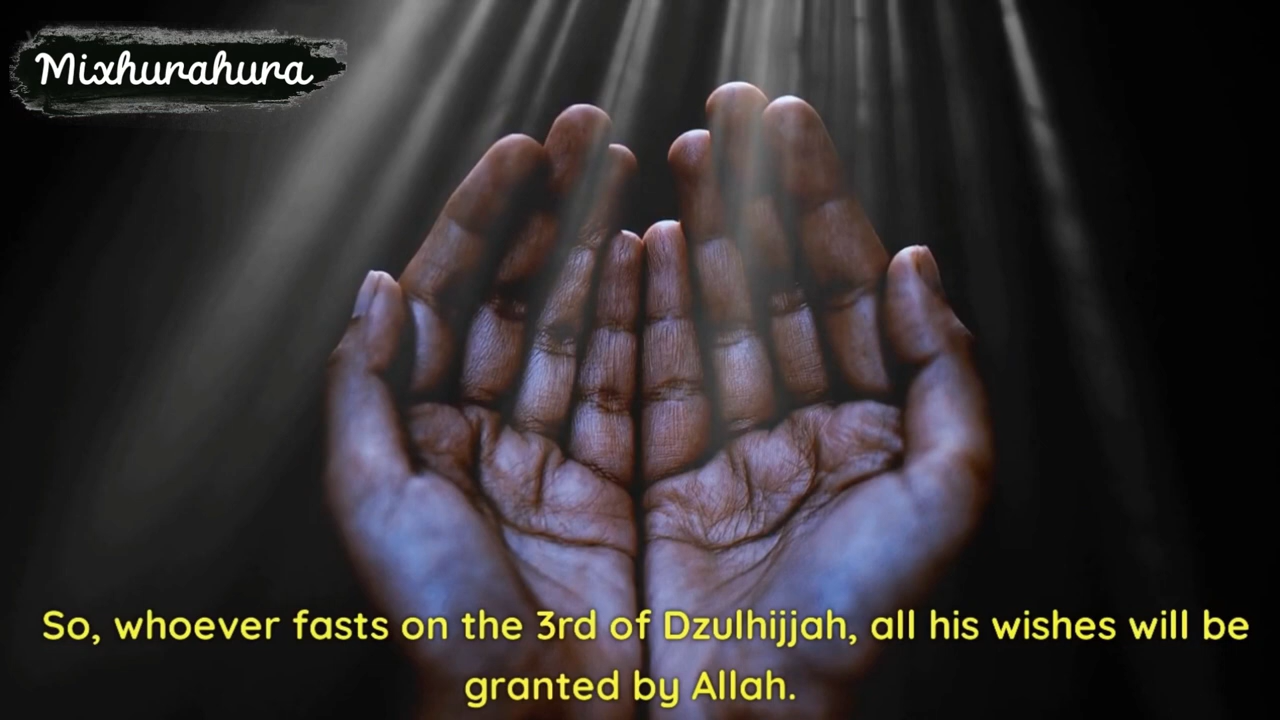 Mixhurahura
So, whoever fasts on the 3rd of Dzulhijjah, all his wishes will be
granted by Allah.